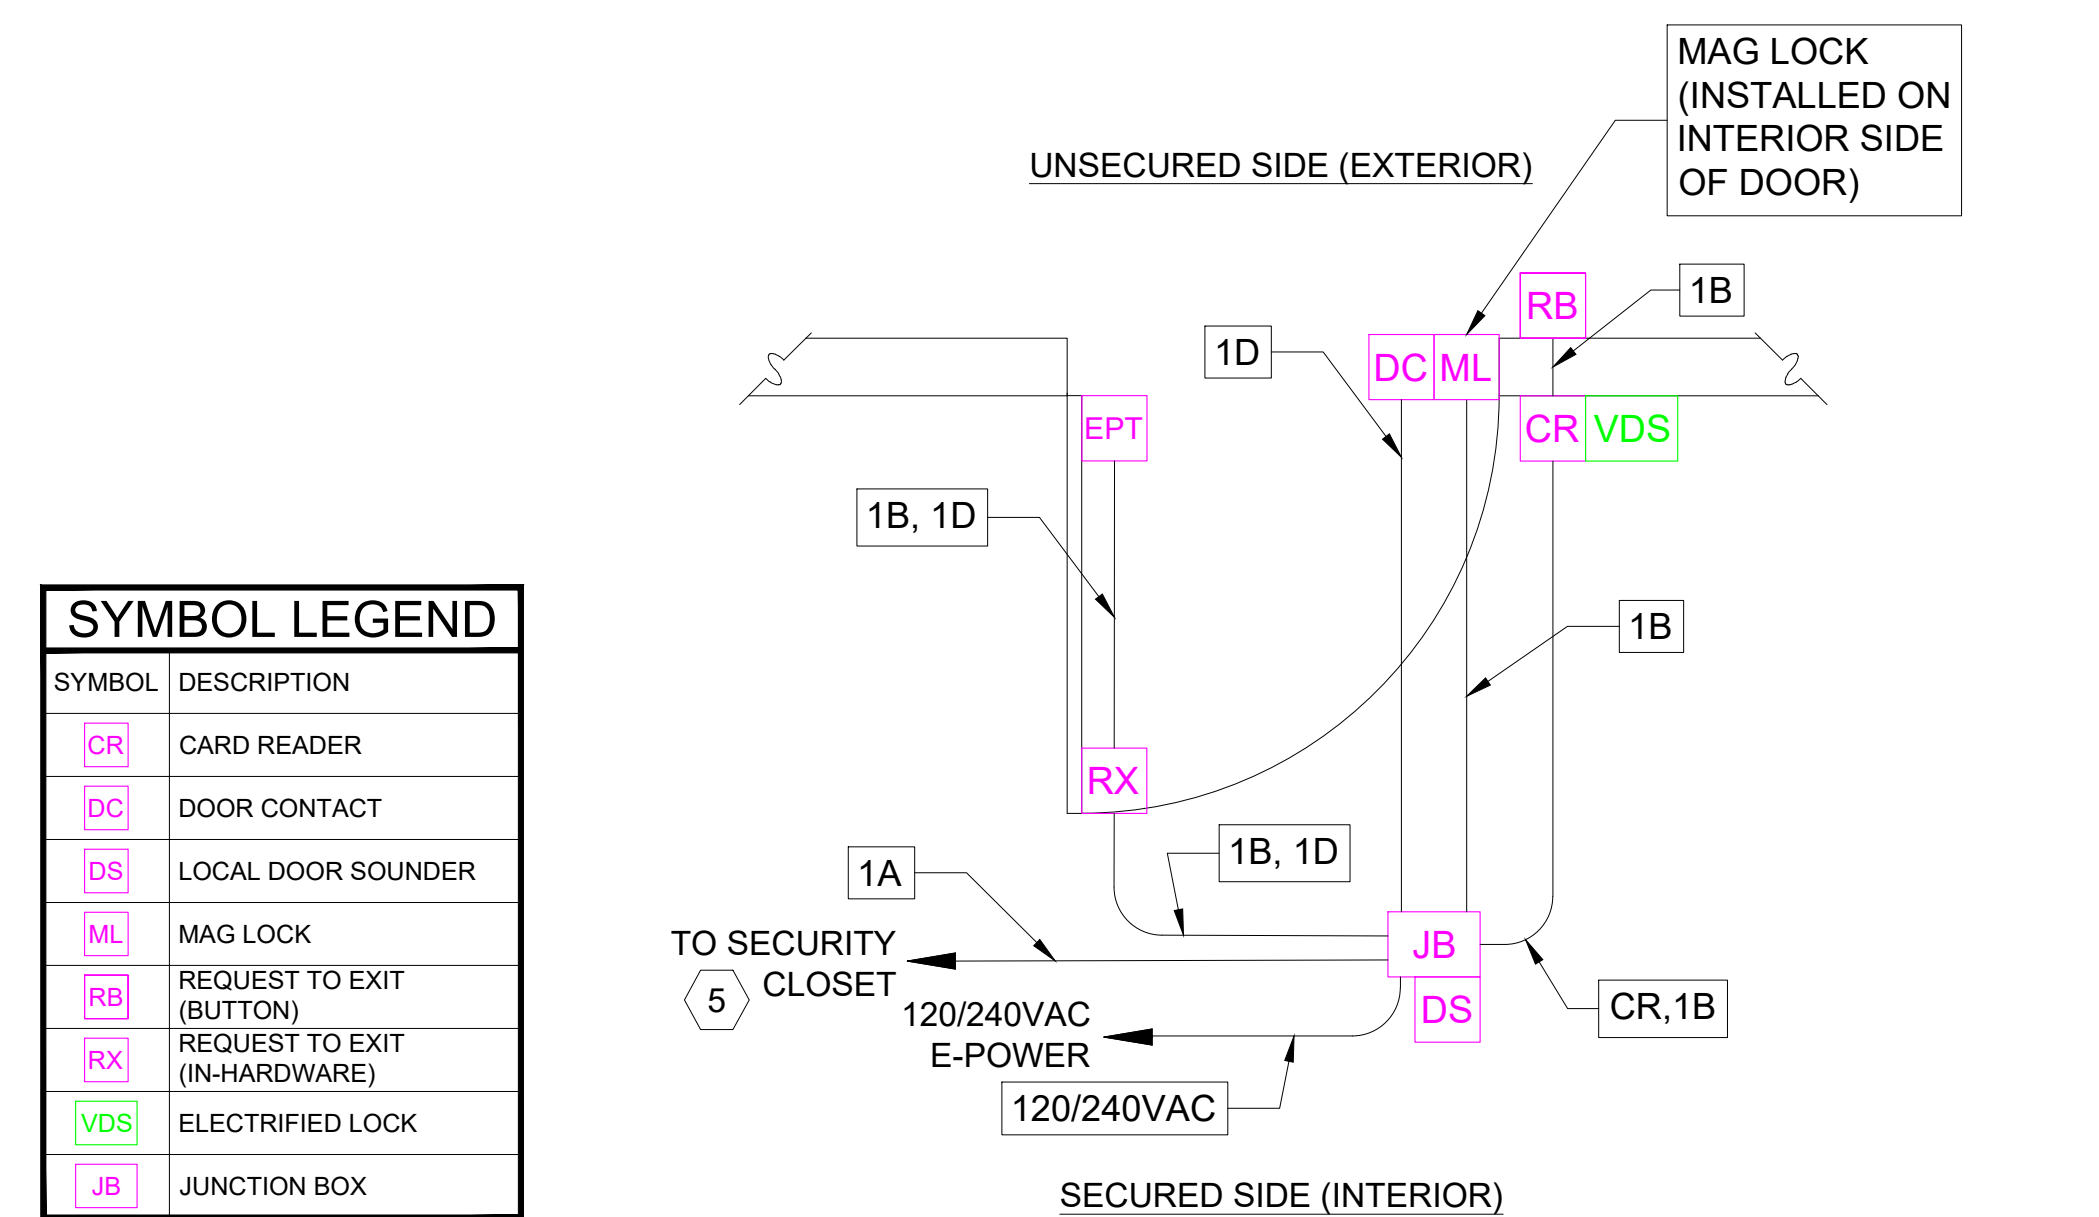 MAG LOCK
(INSTALLED ON
INTERIOR SIDE
OF DOOR)
UNSECURED SIDE (EXTERIOR)
RB
1B
1D
DC ML
EPT
CR VDS
1B, 1D
1B
RX
1B, 1D
1A
TO SECURITY
CLOSET
5
JB
DS
120/240VAC
E-POWER
CR,1B
120/240VAC
SECURED SIDE (INTERIOR)
SYMBOL LEGEND
SYMBOL DESCRIPTION
CR CARD READER
DC DOOR CONTACT
DS LOCAL DOOR SOUNDER
ML MAG LOCK
RB REQUEST TO EXIT
(BUTTON)
RX REQUEST TO EXIT
(IN-HARDWARE)
VDS ELECTRIFIED LOCK
JB JUNCTION BOX